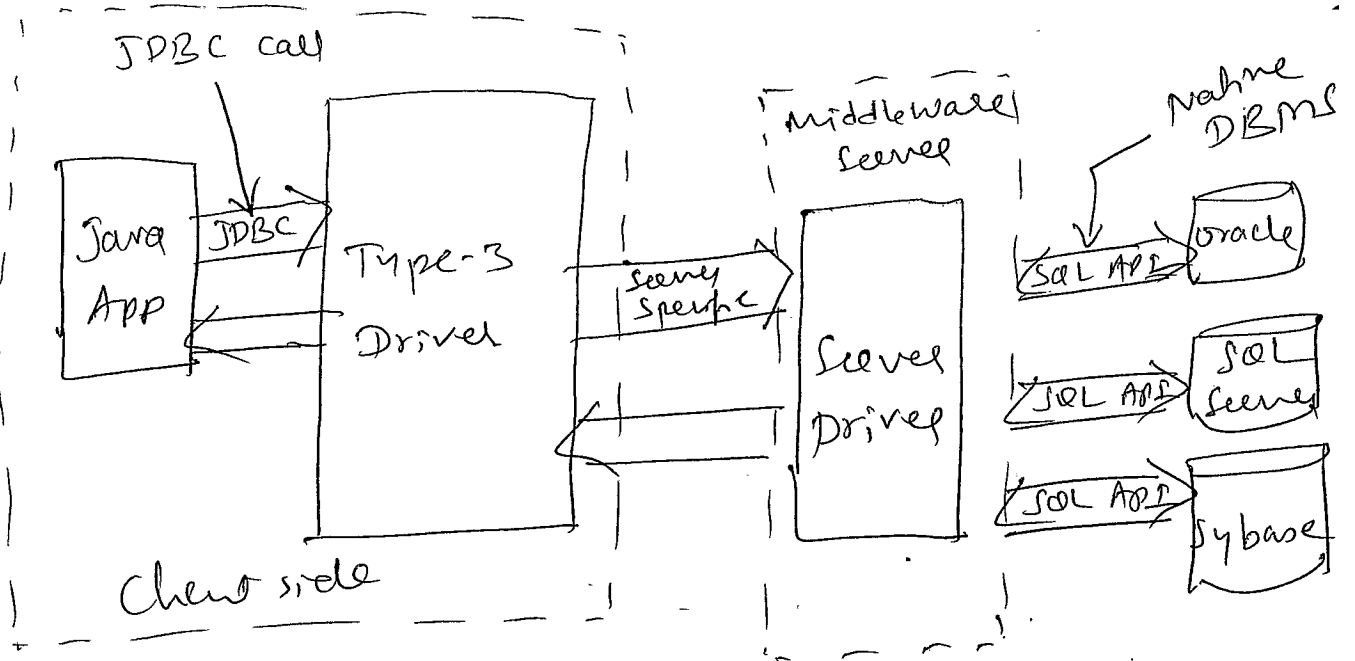 JDBC call
Java
App
JDBC
Type-3
Driver
Client side
Server
Specific
Middleware
Server
Server
Driver
Native
DBMS
SQL API
Oracle
SQL API
SQL
Server
SQL API
Sybase